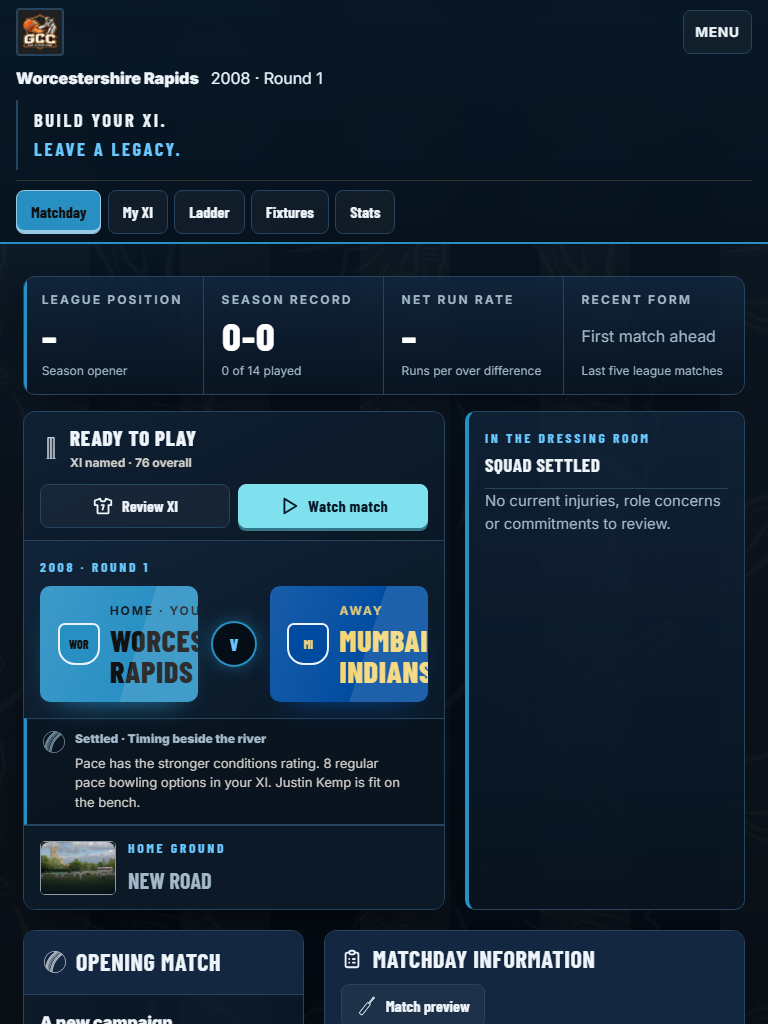 GCC
MENU
Worcestershire Rapids 2008 · Round 1
BUILD YOUR XI.
LEAVE A LEGACY.
Matchday
My XI
Ladder
Fixtures
Stats
LEAGUE POSITION
–
Season opener
SEASON RECORD
0-0
0 of 14 played
NET RUN RATE
–
Runs per over difference
RECENT FORM
First match ahead
Last five league matches
READY TO PLAY
XI named · 76 overall
7
Review XI
Watch match
2008 · ROUND 1
WOR
HOME · YOU
WORCES
RAPIDS
V
MI
AWAY
MUMBAI
INDIANS
Settled · Timing beside the river
Pace has the stronger conditions rating. 8 regular
pace bowling options in your XI. Justin Kemp is fit on
the bench.
HOME GROUND
NEW ROAD
IN THE DRESSING ROOM
SQUAD SETTLED
No current injuries, role concerns
or commitments to review.
OPENING MATCH
A new campaign
MATCHDAY INFORMATION
Match preview